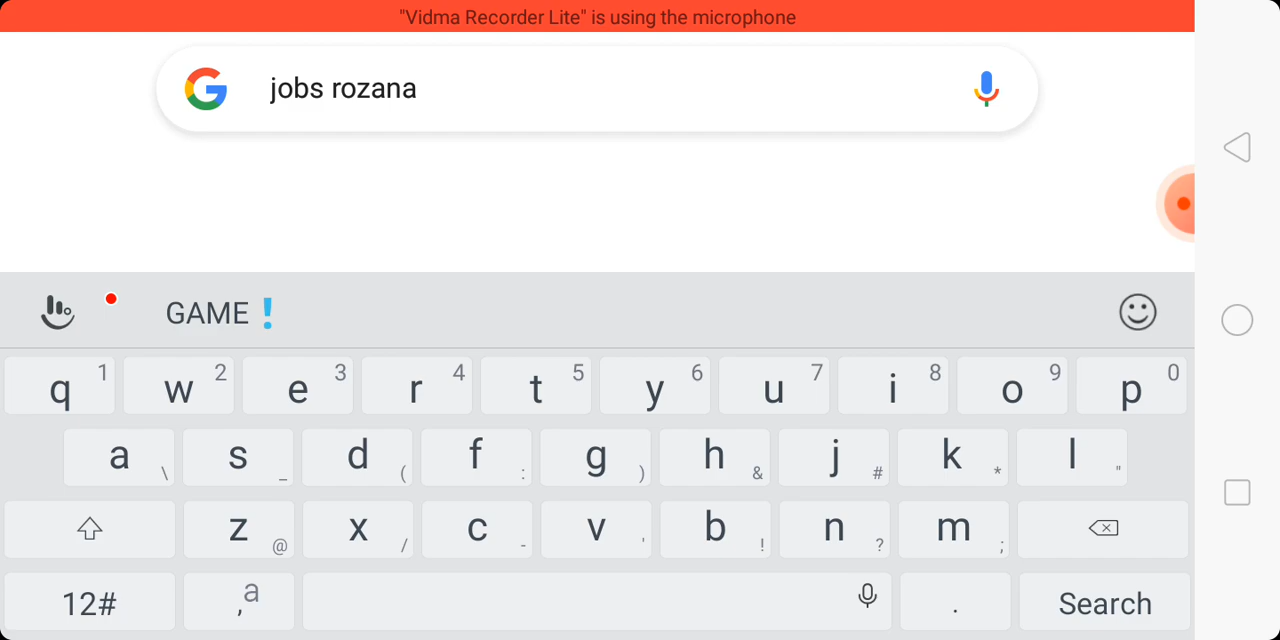 "Vidma Recorder Lite" is using the microphone
jobs rozana
GAME❗
q 1 w 2 e 3 r 4 t 5 y 6 u 7 i 8 o 9 p 0
a \ s _ d ( f : g ) h & j # k * l "
z @ x / c - v ' b ! n ? m ;
12# , a . Search